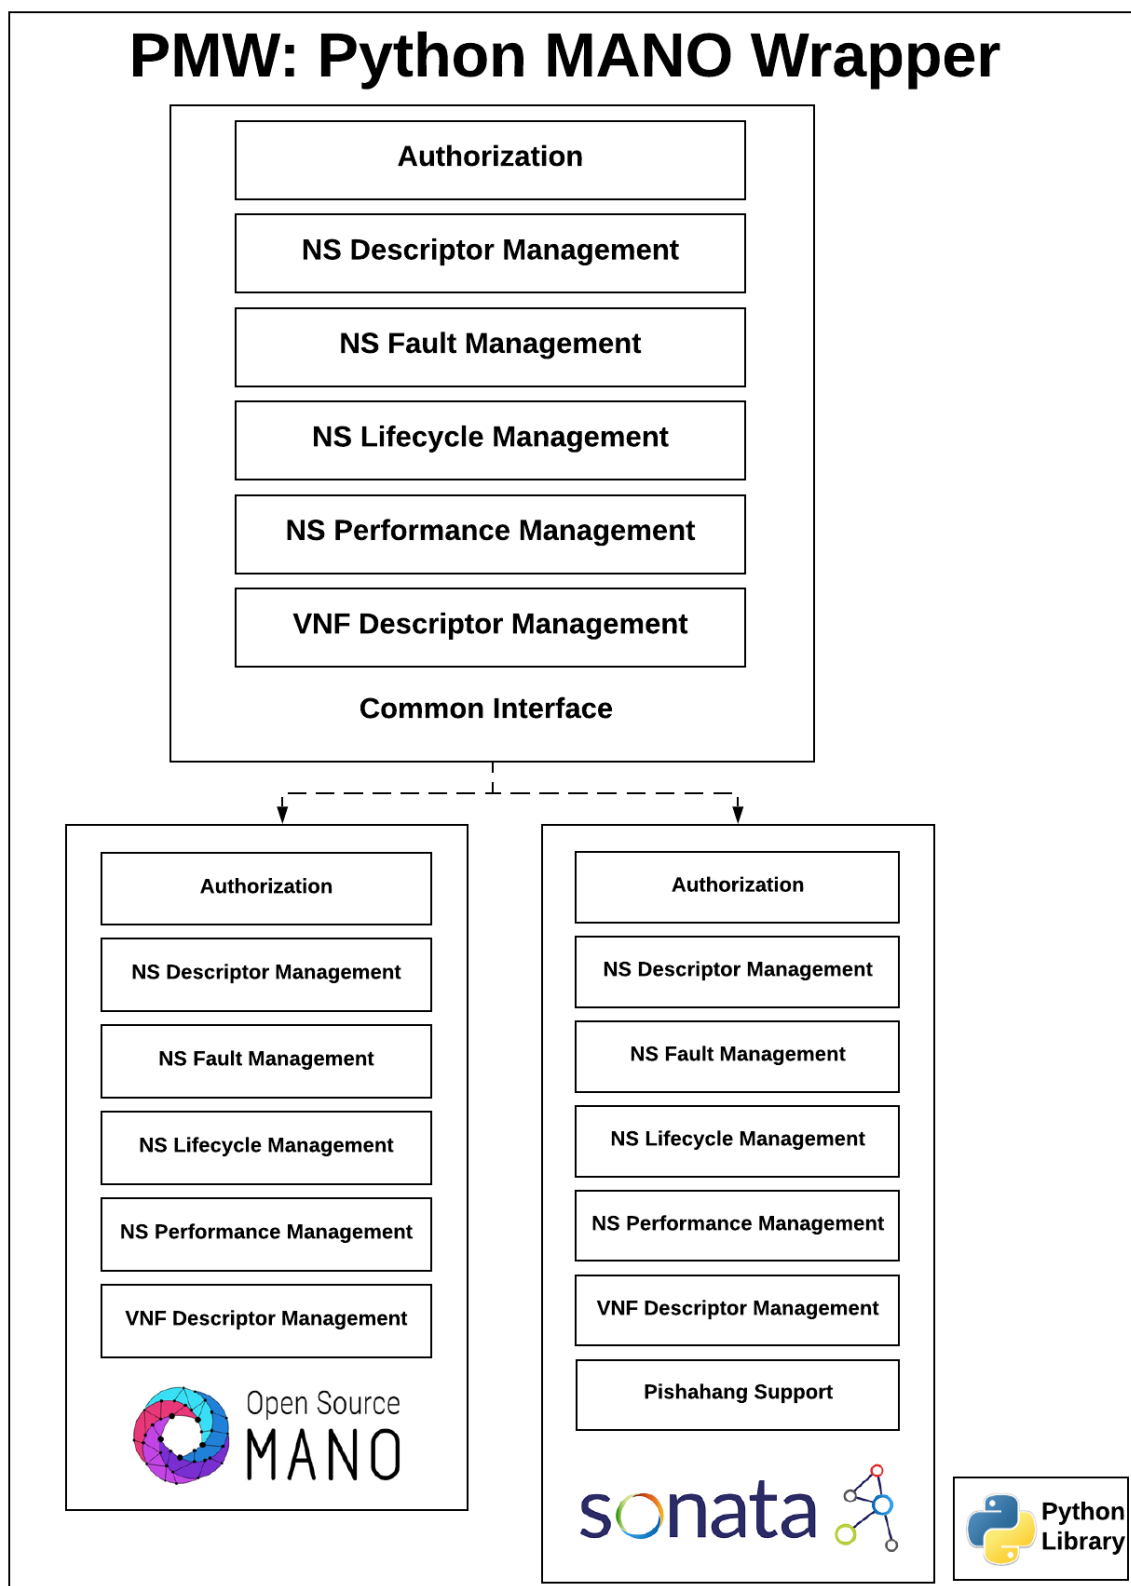 PMW: Python MANO Wrapper
Authorization
NS Descriptor Management
NS Fault Management
NS Lifecycle Management
NS Performance Management
VNF Descriptor Management
Common Interface
Authorization
NS Descriptor Management
NS Fault Management
NS Lifecycle Management
NS Performance Management
VNF Descriptor Management
Open Source
MANO
Authorization
NS Descriptor Management
NS Fault Management
NS Lifecycle Management
NS Performance Management
VNF Descriptor Management
Pishahang Support
sonata
Python
Library